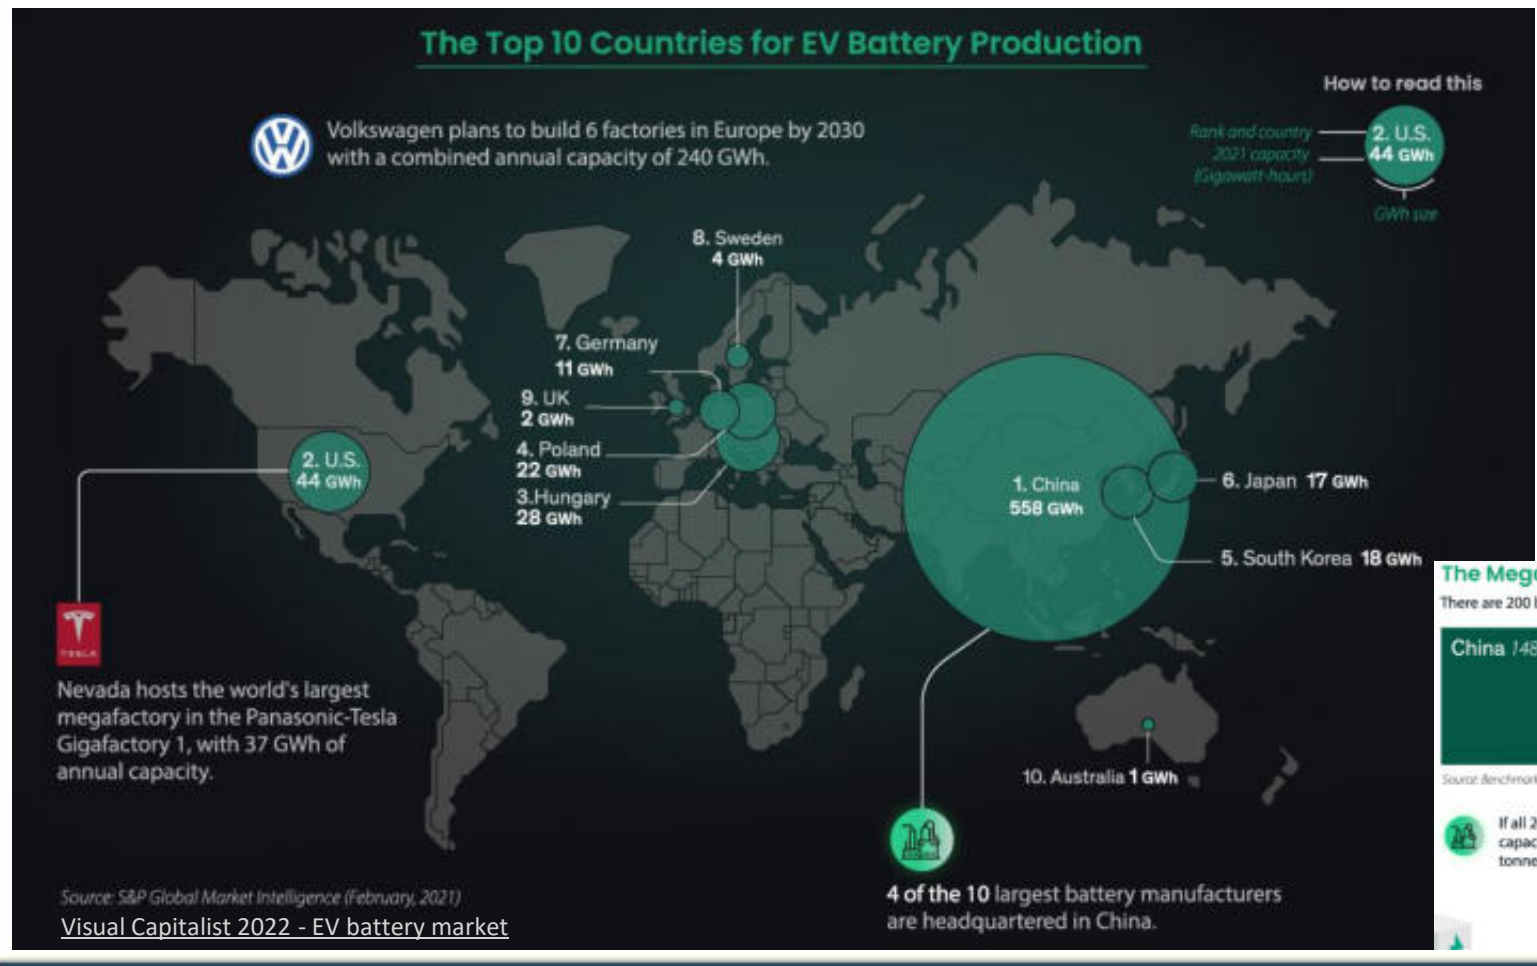 The Top 10 Countries for EV Battery Production
How to read this
Rank and country
2021 capacity
(Gigawatt-hours)
2. U.S.
44 GWh
GWh size
Volkswagen plans to build 6 factories in Europe by 2030
with a combined annual capacity of 240 GWh.
8. Sweden
4 GWh
7. Germany
11 GWh
9. UK
2 GWh
4. Poland
22 GWh
3.Hungary
28 GWh
2. U.S.
44 GWh
1. China
558 GWh
6. Japan 17 GWh
5. South Korea 18 GWh
TESLA
Nevada hosts the world's largest
megafactory in the Panasonic-Tesla
Gigafactory 1, with 37 GWh of
annual capacity.
10. Australia 1 GWh
4 of the 10 largest battery manufacturers
are headquartered in China.
Source: S&P Global Market Intelligence (February, 2021)
Visual Capitalist 2022 - EV battery market
The Mega
There are 200
China 148
Source: Benchmark
If all 2
capac
tonne